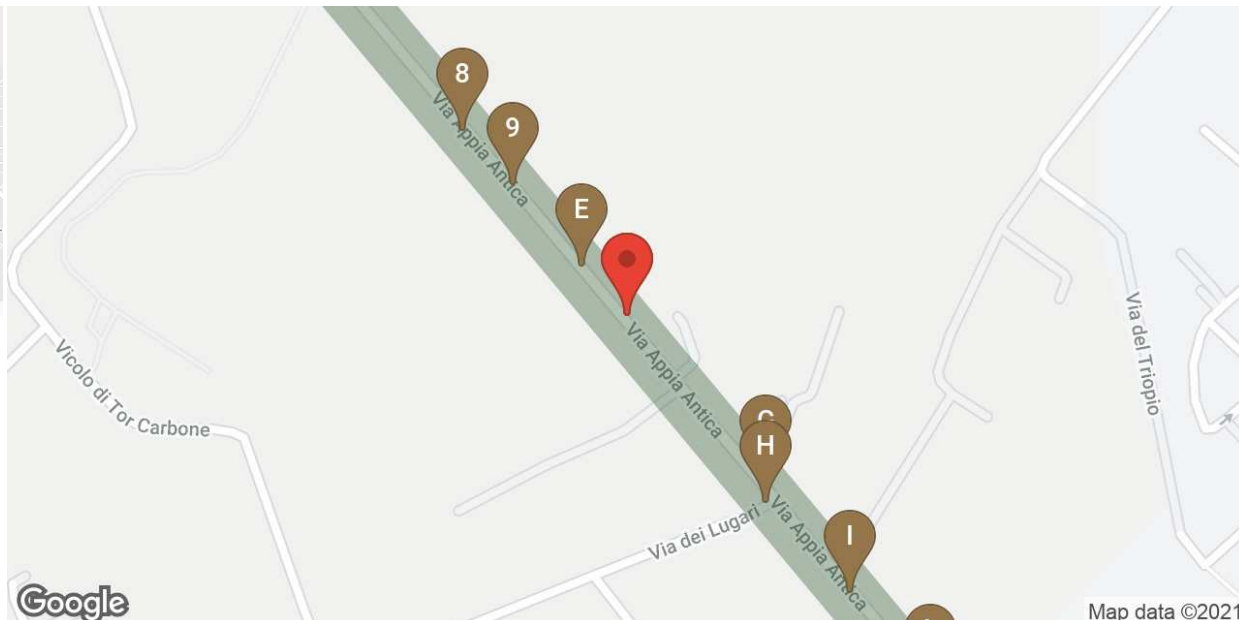 8
Via Appia Antica
9
E
Via Appia Antica
Via del Triopio
Vicolo di Tor Carbone
H
Via Appia Antica
Via dei Lugari
I
Google
Map data ©2021